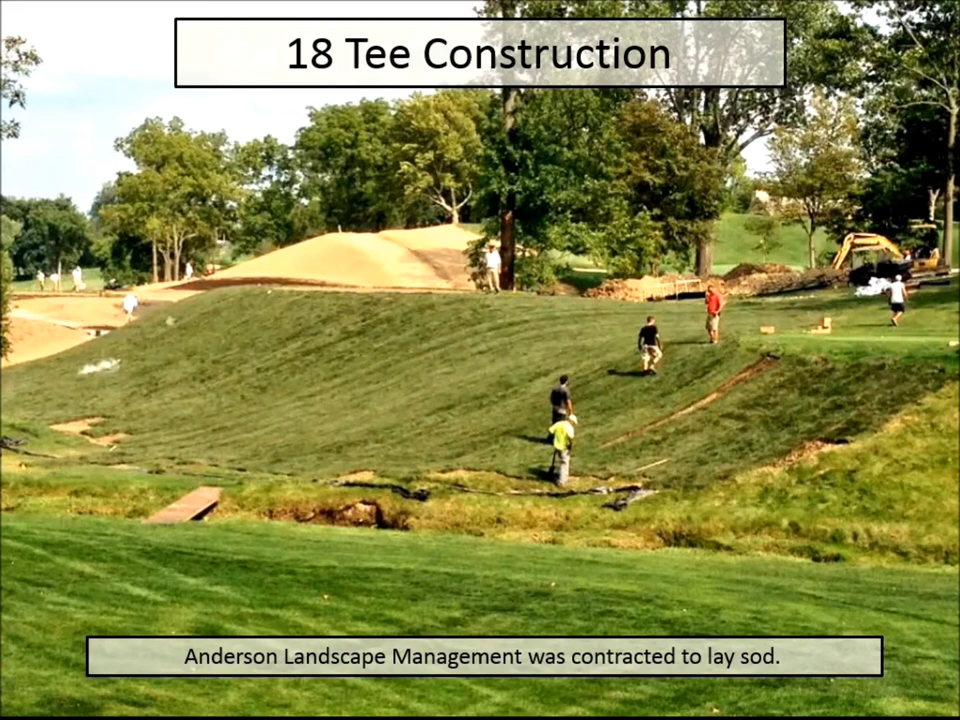 18 Tee Construction
Anderson Landscape Management was contracted to lay sod.